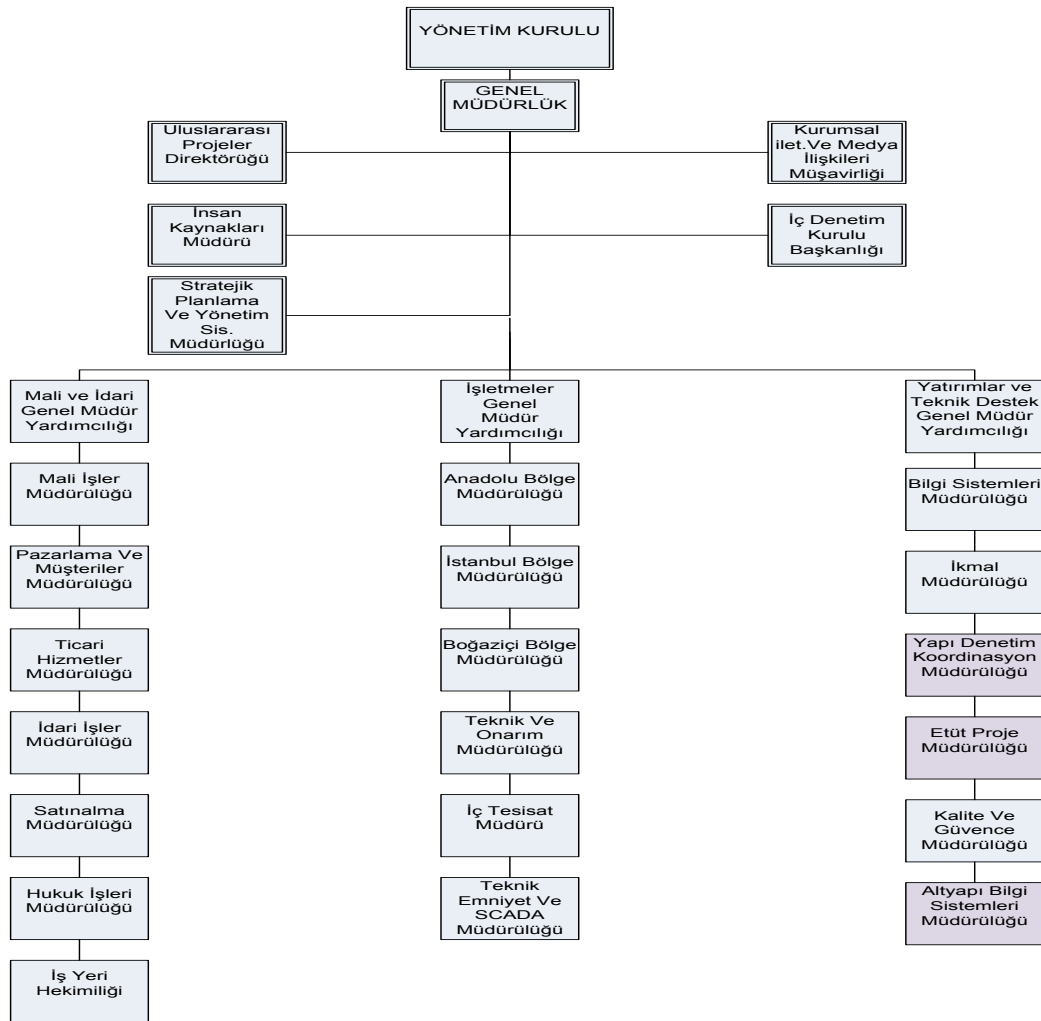 YÖNETİM KURULU
GENEL
MÜDÜRLÜK
Uluslararası
Projeler
Direktörüğü
Kurumsal
ilet.Ve Medya
İlişkileri
Müşavirliği
İnsan
Kaynakları
Müdürü
İç Denetim
Kurulu
Başkanlığı
Stratejik
Planlama
Ve Yönetim
Sis.
Müdürlüğü
Mali ve İdari
Genel Müdür
Yardımcılığı
Mali İşler
Müdürülüğü
Pazarlama Ve
Müşteriler
Müdürülüğü
Ticari
Hizmetler
Müdürülüğü
İdari İşler
Müdürülüğü
Satınalma
Müdürülüğü
Hukuk İşleri
Müdürülüğü
İş Yeri
Hekimiliği
İşletmeler
Genel
Müdür
Yardımcılığı
Anadolu Bölge
Müdürülüğü
İstanbul Bölge
Müdürülüğü
Boğaziçi Bölge
Müdürülüğü
Teknik Ve
Onarım
Müdürülüğü
İç Tesisat
Müdürü
Teknik
Emniyet Ve
SCADA
Müdürülüğü
Yatırımlar ve
Teknik Destek
Genel Müdür
Yardımcılığı
Bilgi Sistemleri
Müdürülüğü
İkmal
Müdürülüğü
Yapı Denetim
Koordinasyon
Müdürülüğü
Etüt Proje
Müdürülüğü
Kalite Ve
Güvence
Müdürülüğü
Altyapı Bilgi
Sistemleri
Müdürülüğü